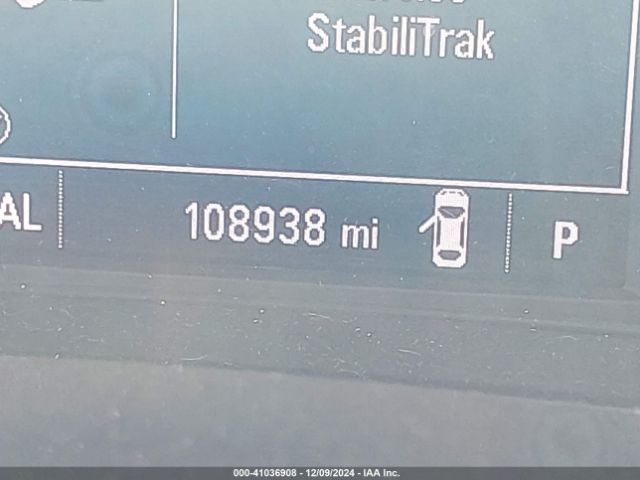 StabiliTrak
AL
108938 mi
P
000-41036908 - 12/09/2024 - IAA Inc.